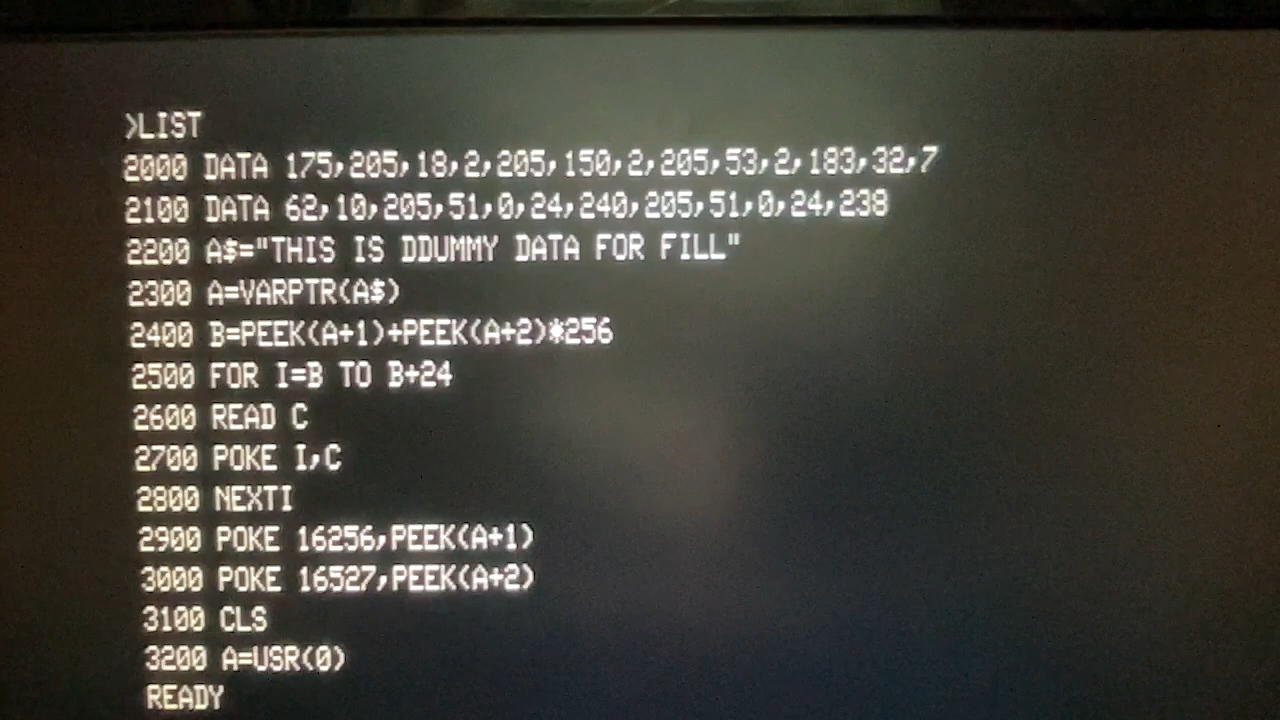 >LIST
2000 DATA 175,205,18,2,205,150,2,205,53,2,183,32,7
2100 DATA 62,10,205,51,0,24,240,205,51,0,24,238
2200 A$="THIS IS DDUMMY DATA FOR FILL"
2300 A=VARPTR(A$)
2400 B=PEEK(A+1)+PEEK(A+2)*256
2500 FOR I=B TO B+24
2600 READ C
2700 POKE I,C
2800 NEXTI
2900 POKE 16256,PEEK(A+1)
3000 POKE 16527,PEEK(A+2)
3100 CLS
3200 A=USR(0)
READY